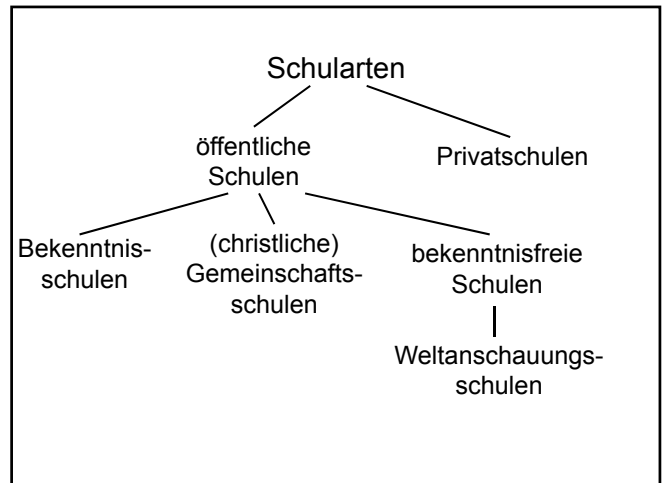 Schularten
öffentliche
Schulen
Privatschulen
Bekenntnis-
schulen
(christliche)
Gemeinschafts-
schulen
bekenntnisfreie
Schulen
Weltanschauungs-
schulen